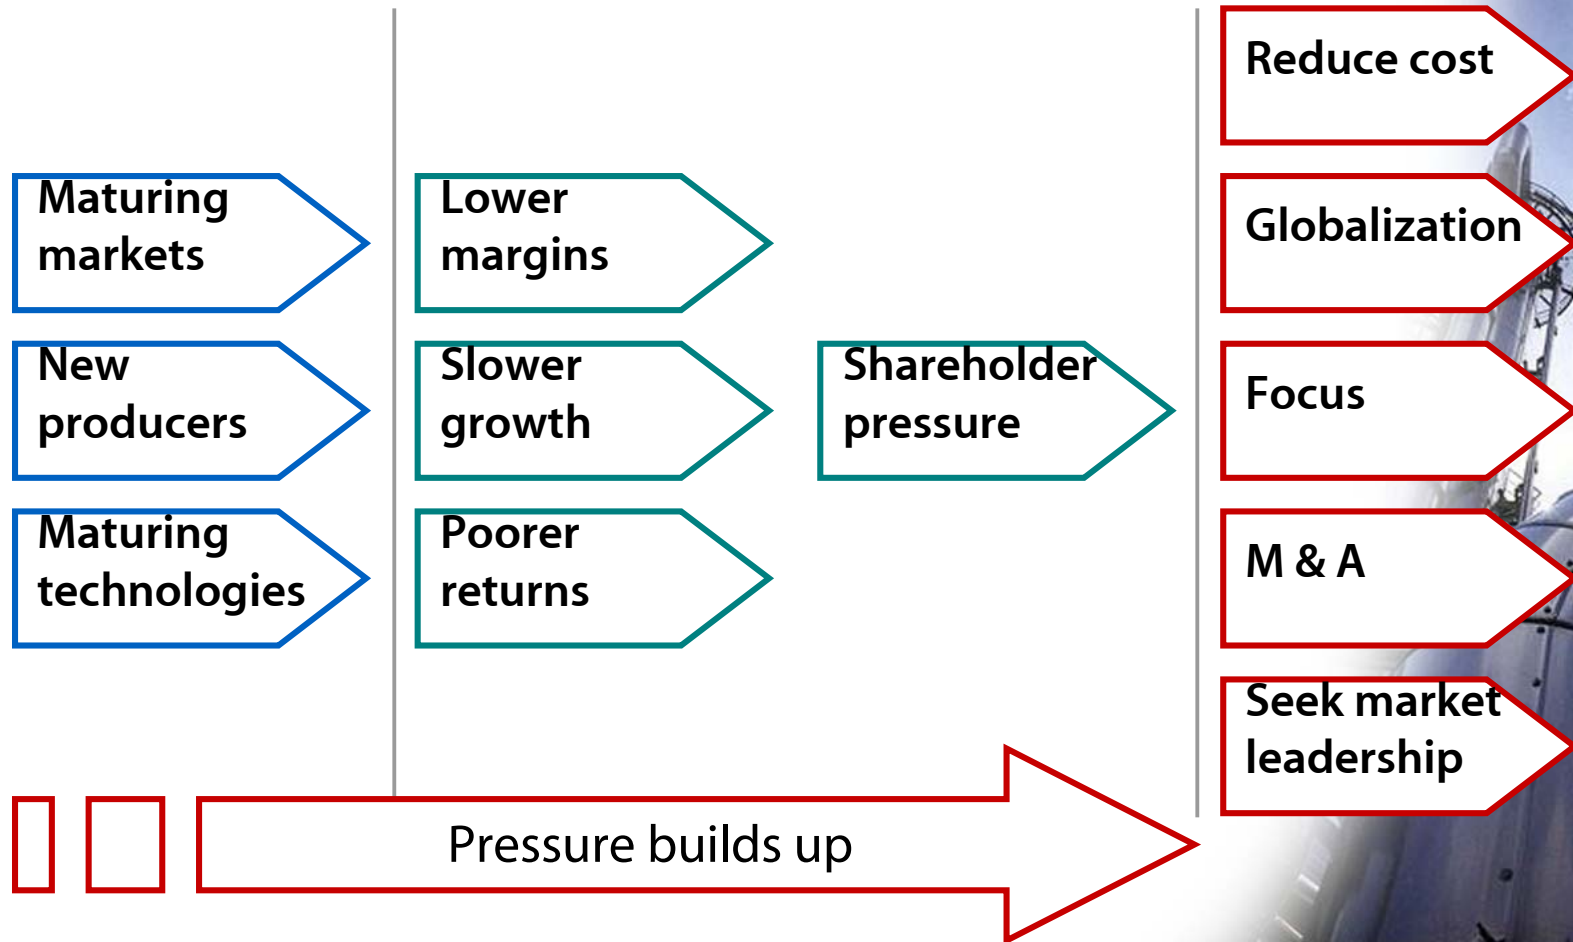 Maturing
markets
New
producers
Maturing
technologies
Lower
margins
Slower
growth
Poorer
returns
Shareholder
pressure
Reduce cost
Globalization
Focus
M & A
Seek market
leadership
Pressure builds up